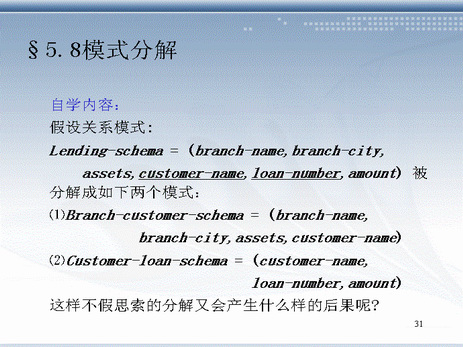 §5.8模式分解
自学内容：
假设关系模式：
Lending-schema = (branch-name,branch-city,
assets,customer-name,loan-number,amount) 被
分解成如下两个模式：
⑴Branch-customer-schema = (branch-name,
branch-city,assets,customer-name)
⑵Customer-loan-schema = (customer-name,
loan-number,amount)
这样不假思索的分解又会产生什么样的后果呢?
31